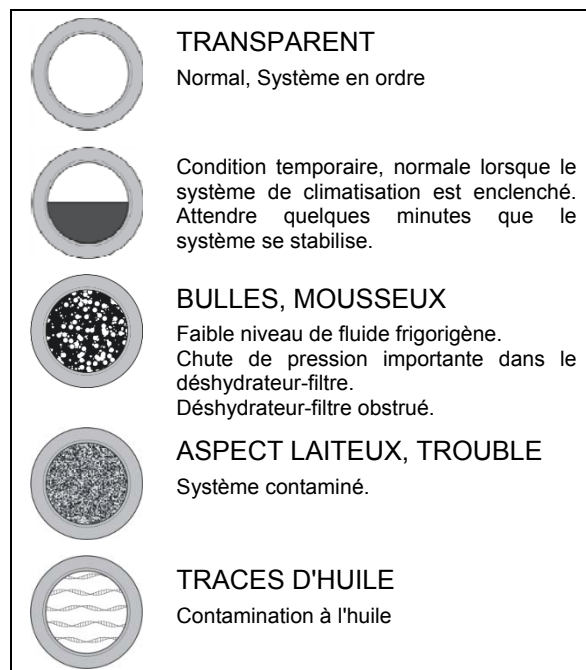 TRANSPARENT
Normal, Système en ordre
Condition temporaire, normale lorsque le
système de climatisation est enclenché.
Attendre quelques minutes que le
système se stabilise.
BULLES, MOUSSEUX
Faible niveau de fluide frigorigène.
Chute de pression importante dans le
déshydrateur-filtre.
Déshydrateur-filtre obstrué.
ASPECT LAITEUX, TROUBLE
Système contaminé.
TRACES D'HUILE
Contamination à l'huile